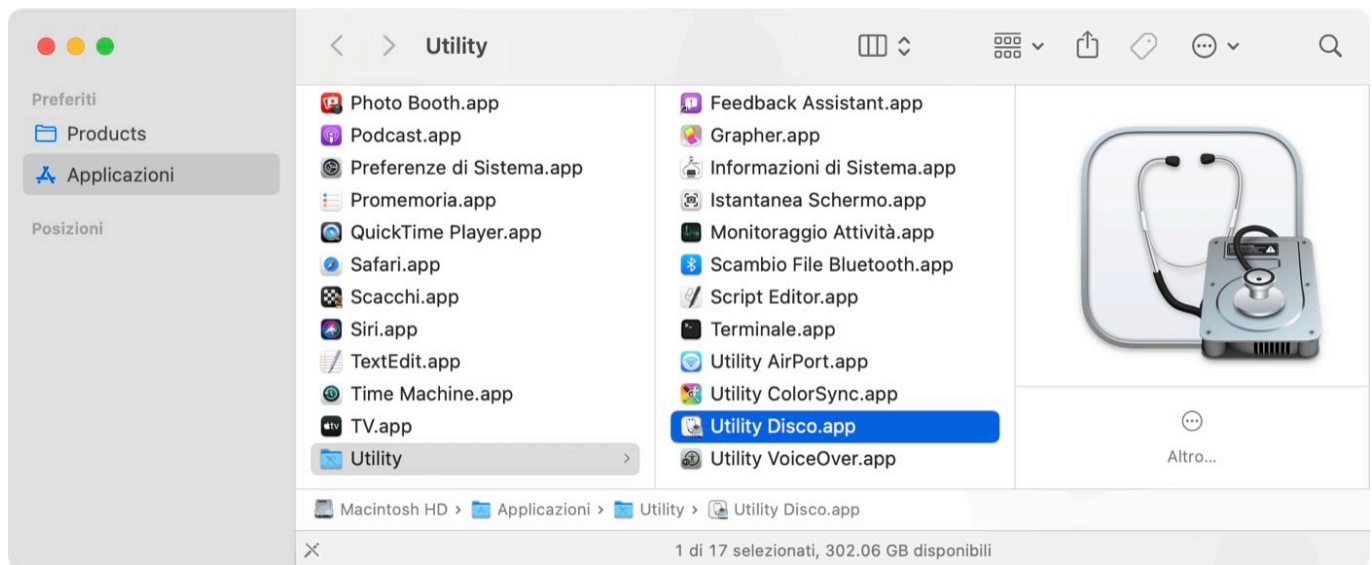 Utility
Preferiti
Products
Applicazioni
Posizioni
Photo Booth.app
Podcast.app
Preferenze di Sistema.app
Promemoria.app
QuickTime Player.app
Safari.app
Scacchi.app
Siri.app
TextEdit.app
Time Machine.app
TV.app
Utility
Feedback Assistant.app
Grapher.app
Informazioni di Sistema.app
Istantanea Schermo.app
Monitoraggio Attività.app
Scambio File Bluetooth.app
Script Editor.app
Terminale.app
Utility AirPort.app
Utility ColorSync.app
Utility Disco.app
Utility VoiceOver.app
Altro...
Macintosh HD › Applicazioni › Utility › Utility Disco.app
1 di 17 selezionati, 302.06 GB disponibili